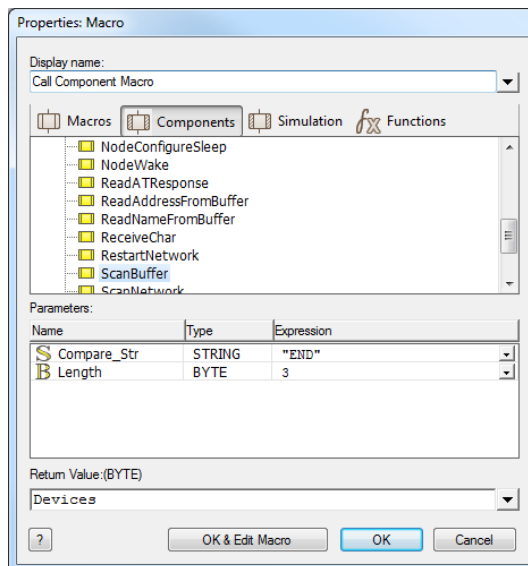 Properties: Macro
Display name:
Call Component Macro
Macros Components Simulation fx Functions
NodeConfigureSleep
NodeWake
ReadATResponse
ReadAddressFromBuffer
ReadNameFromBuffer
ReceiveChar
RestartNetwork
ScanBuffer
ScanNetwork
Parameters:
Name Type Expression
S Compare_Str STRING "END"
B Length BYTE 3
Return Value:(BYTE)
Devices
? OK & Edit Macro OK Cancel